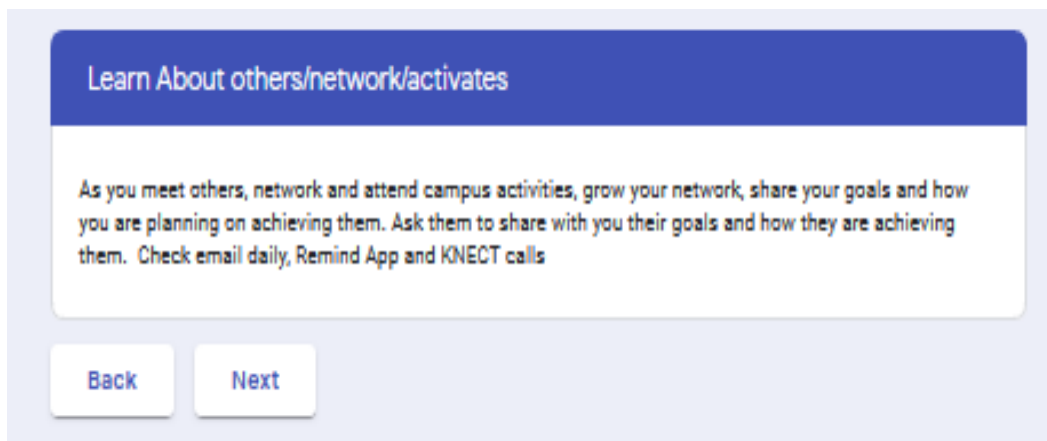 Learn About others/network/activates
As you meet others, network and attend campus activities, grow your network, share your goals and how
you are planning on achieving them. Ask them to share with you their goals and how they are achieving
them.  Check email daily, Remind App and KNECT calls
Back
Next